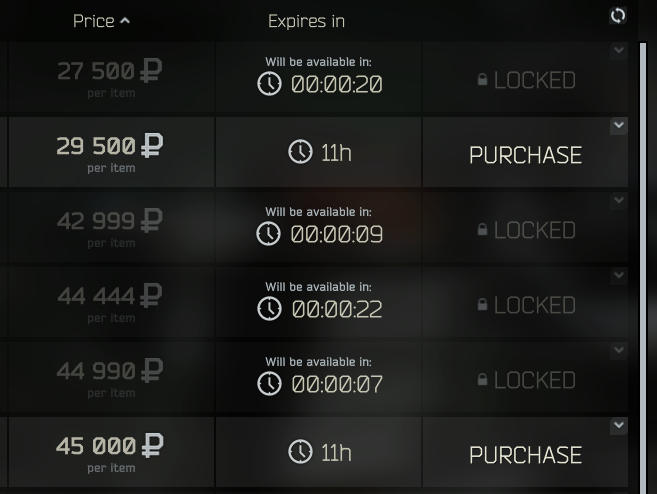 Price Expires in
Will be available in:
27 500 ₽ 00:00:20 LOCKED
per item
29 500 ₽ 11h PURCHASE
per item
Will be available in:
42 999 ₽ 00:00:09 LOCKED
per item
Will be available in:
44 444 ₽ 00:00:22 LOCKED
per item
Will be available in:
44 990 ₽ 00:00:07 LOCKED
per item
45 000 ₽ 11h PURCHASE
per item